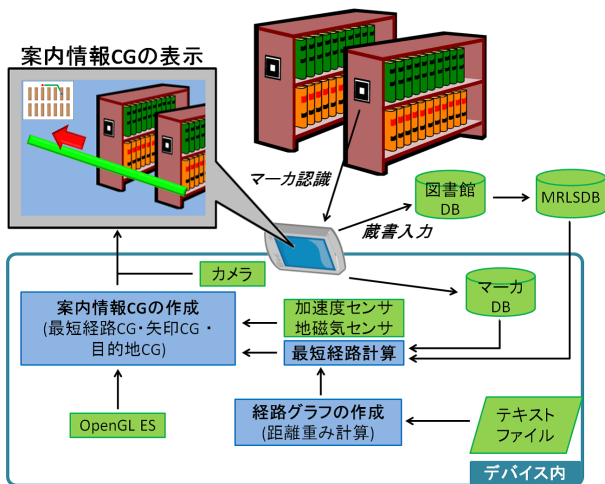 案内情報CGの表示
マーカ認識
図書館
DB
MRLSDB
蔵書入力
カメラ
マーカ
DB
案内情報CGの作成
(最短経路CG・矢印CG・
目的地CG)
加速度センサ
地磁気センサ
最短経路計算
OpenGL ES
経路グラフの作成
(距離重み計算)
テキスト
ファイル
デバイス内